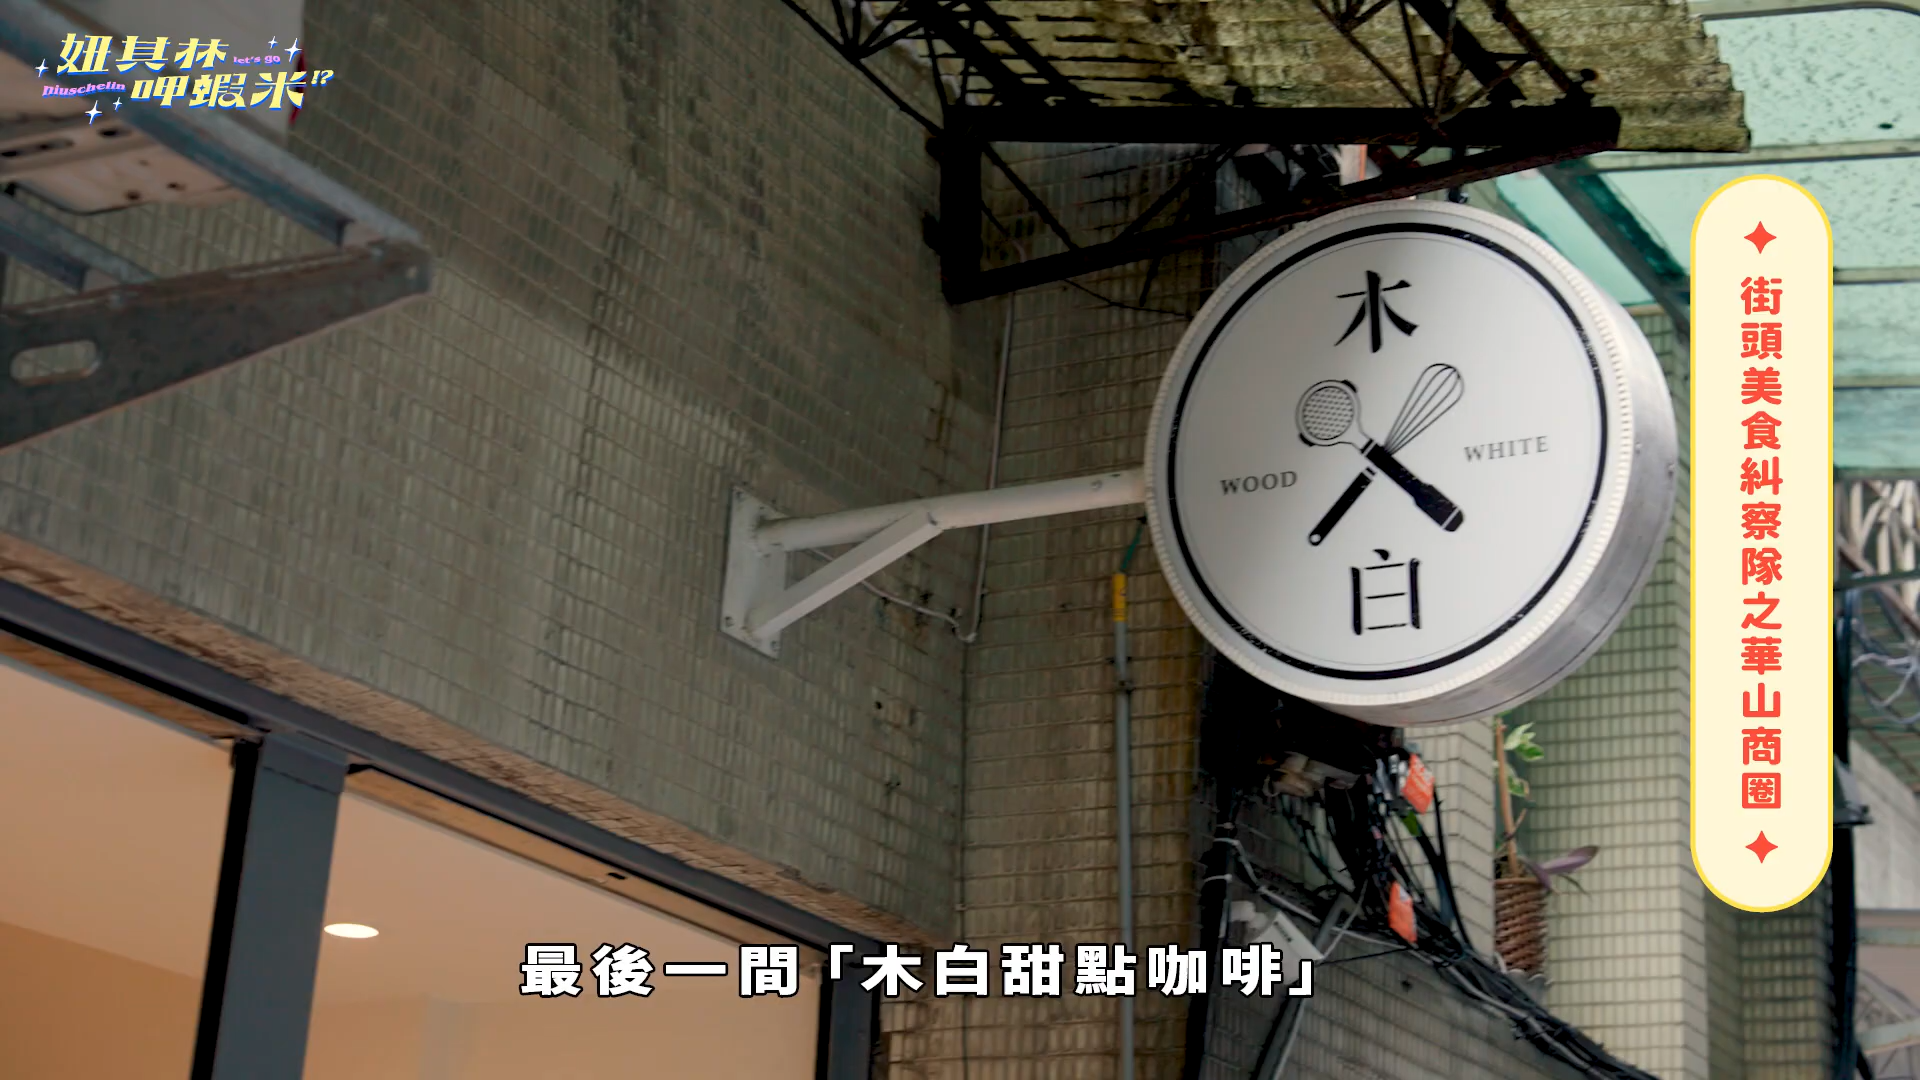 妞其林 let's go
Niuschelin 呷蝦米!?
木
WOOD WHITE
白
街頭美食糾察隊之華山商圈
最後一間「木白甜點咖啡」